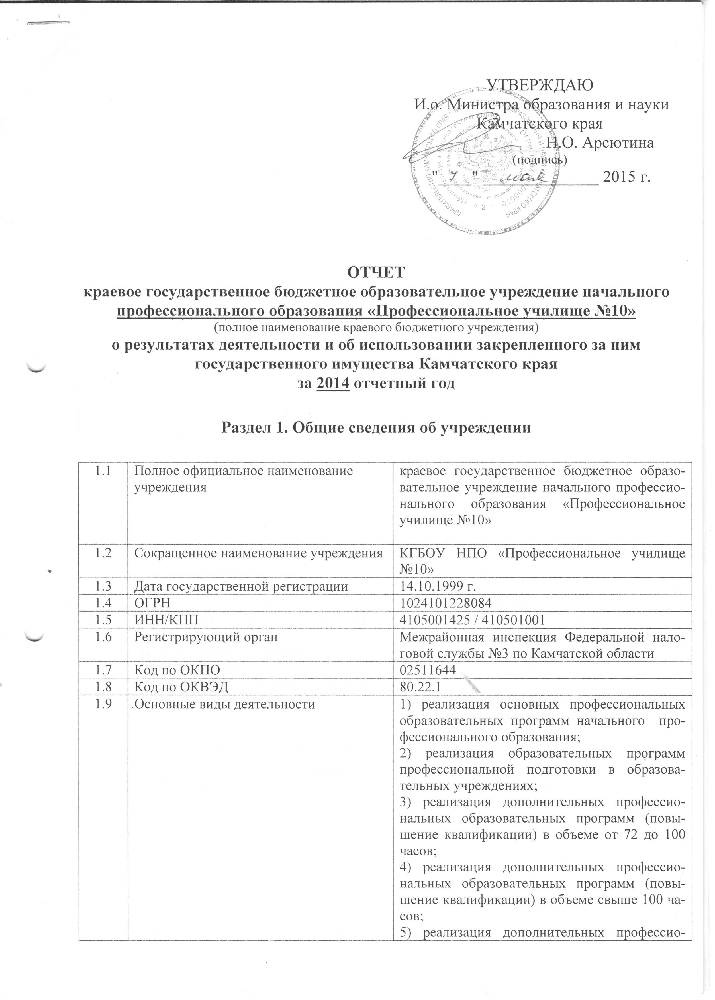 УТВЕРЖДАЮ
И.о. Министра образования и науки
Камчатского края
Н.О. Арсютина
(подпись)
" 7 " мая 2015 г.
ОТЧЕТ
краевое государственное бюджетное образовательное учреждение начального
профессионального образования «Профессиональное училище №10»
(полное наименование краевого бюджетного учреждения)
о результатах деятельности и об использовании закрепленного за ним
государственного имущества Камчатского края
за 2014 отчетный год
Раздел 1. Общие сведения об учреждении
1.1 Полное официальное наименование
учреждения
краевое государственное бюджетное образо-
вательное учреждение начального профессио-
нального образования «Профессиональное
училище №10»
1.2 Сокращенное наименование учреждения
КГБОУ НПО «Профессиональное училище
№10»
1.3 Дата государственной регистрации 14.10.1999 г.
1.4 ОГРН 1024101228084
1.5 ИНН/КПП 4105001425 / 410501001
1.6 Регистрирующий орган
Межрайонная инспекция Федеральной нало-
говой службы №3 по Камчатской области
1.7 Код по ОКПО 02511644
1.8 Код по ОКВЭД 80.22.1
1.9 Основные виды деятельности
1) реализация основных профессиональных
образовательных программ начального про-
фессионального образования;
2) реализация образовательных программ
профессиональной подготовки в образова-
тельных учреждениях;
3) реализация дополнительных профессио-
нальных образовательных программ (повы-
шение квалификации) в объеме от 72 до 100
часов;
4) реализация дополнительных профессио-
нальных образовательных программ (повы-
шение квалификации) в объеме свыше 100 ча-
сов;
5) реализация дополнительных профессио-